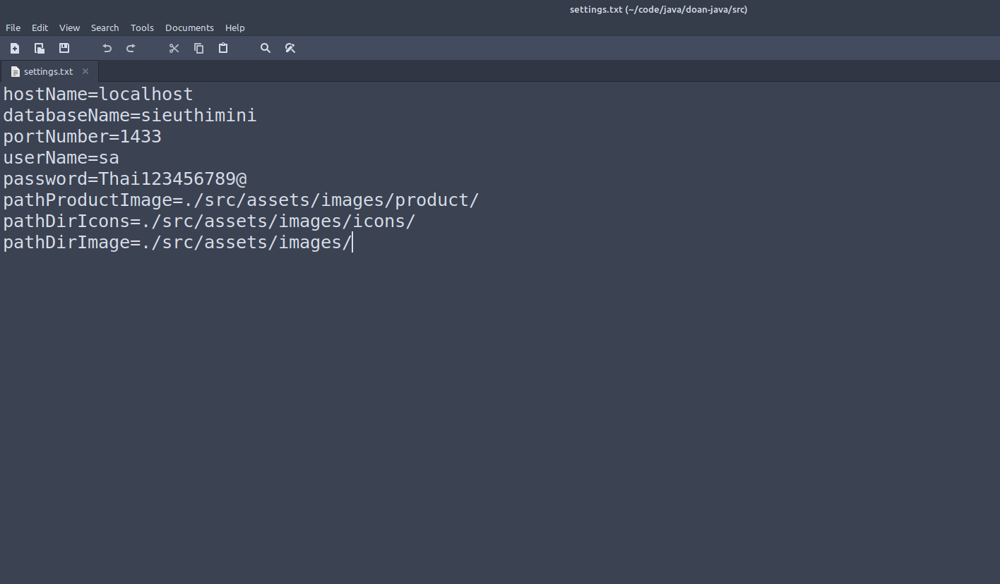 settings.txt (~/code/java/doan-java/src)
File Edit View Search Tools Documents Help
settings.txt
hostName=localhost
databaseName=sieuthimini
portNumber=1433
userName=sa
password=Thai123456789@
pathProductImage=./src/assets/images/product/
pathDirIcons=./src/assets/images/icons/
pathDirImage=./src/assets/images/